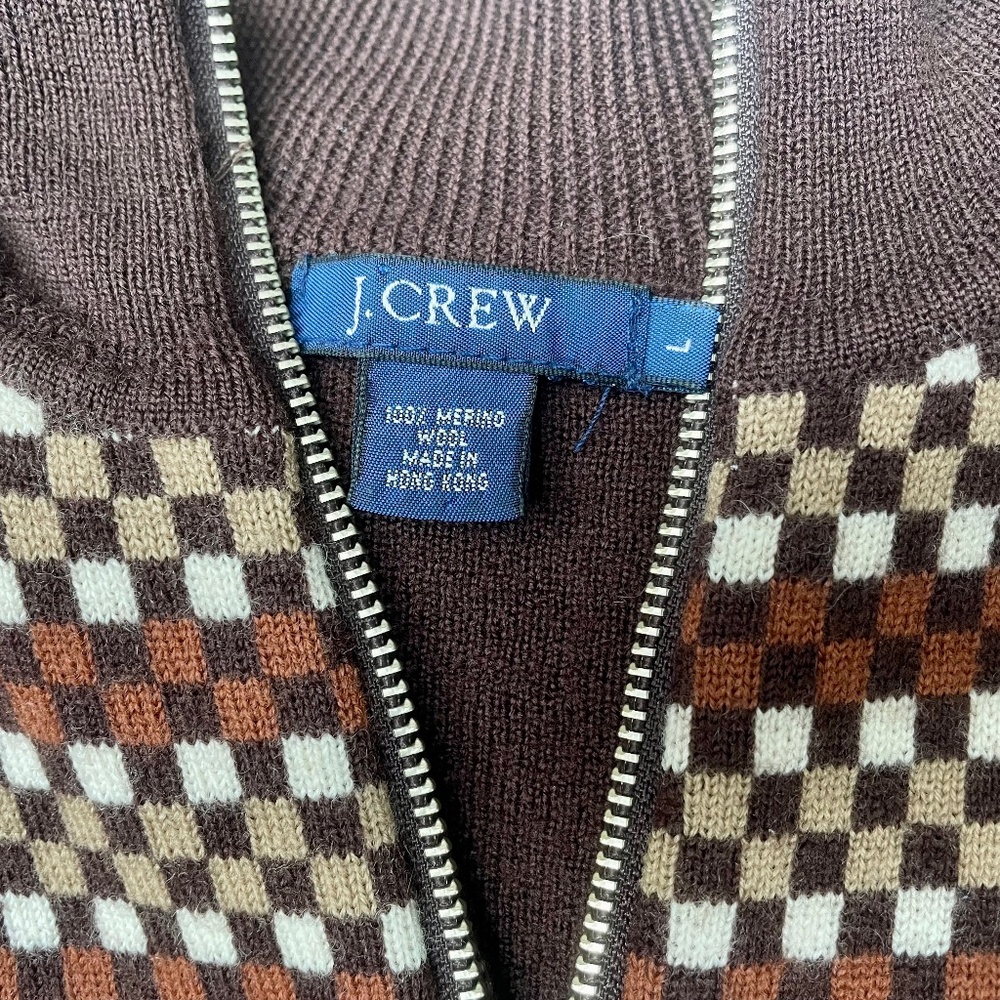 J.CREW
L
100% MERINO
WOOL
MADE IN
HONG KONG